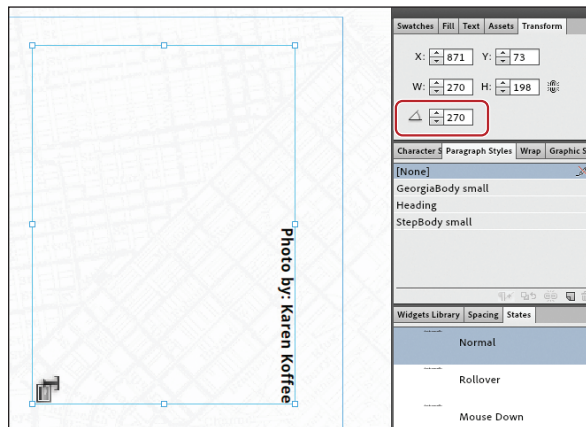 Photo by: Karen Koffee
Swatches Fill Text Assets Transform
X: 871 Y: 73
W: 270 H: 198
270
Character S Paragraph Styles Wrap Graphic S
[None]
GeorgiaBody small
Heading
StepBody small
Widgets Library Spacing States
Normal
Rollover
Mouse Down